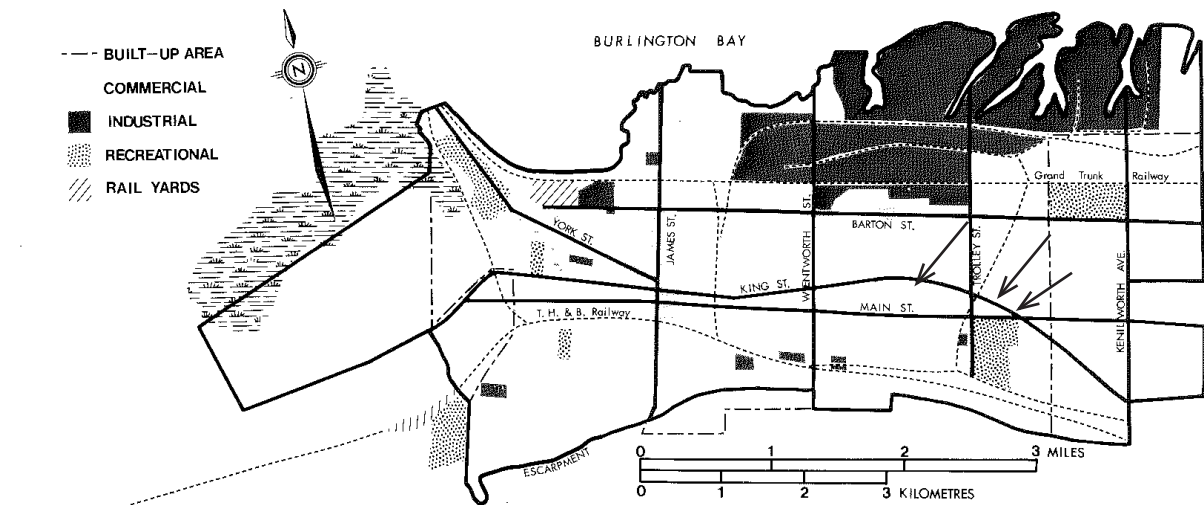 BUILT-UP AREA
COMMERCIAL
INDUSTRIAL
RECREATIONAL
RAIL YARDS
N
BURLINGTON BAY
Grand Trunk Railway
YORK ST.
JAMES ST.
WENTWORTH ST.
BARTON ST.
ROLLEY ST.
KENILWORTH AVE.
KING ST.
MAIN ST.
T. H. & B. Railway
ESCARPMENT
0 1 2 3 MILES
0 1 2 3 KILOMETRES